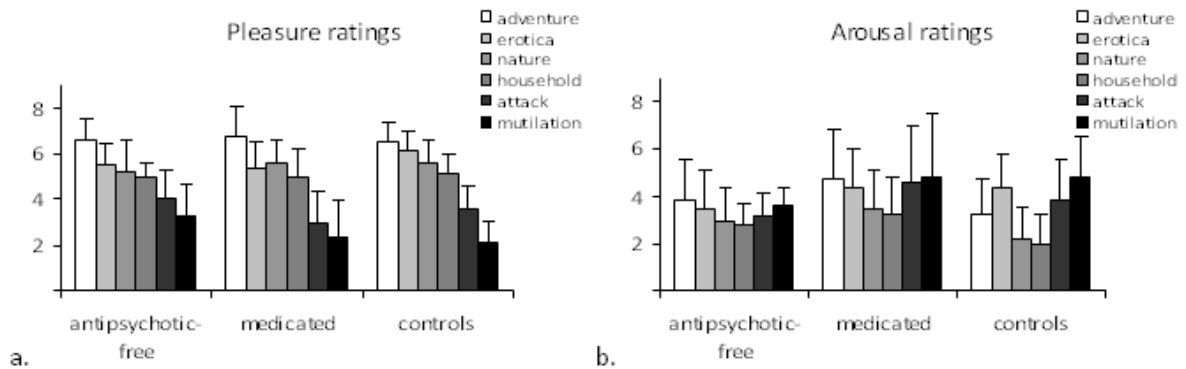 Pleasure ratings
adventure
erotica
nature
household
attack
mutilation
8
6
4
2
antipsychotic-
free
medicated
controls
a.
Arousal ratings
adventure
erotica
nature
household
attack
mutilation
8
6
4
2
antipsychotic-
free
medicated
controls
b.